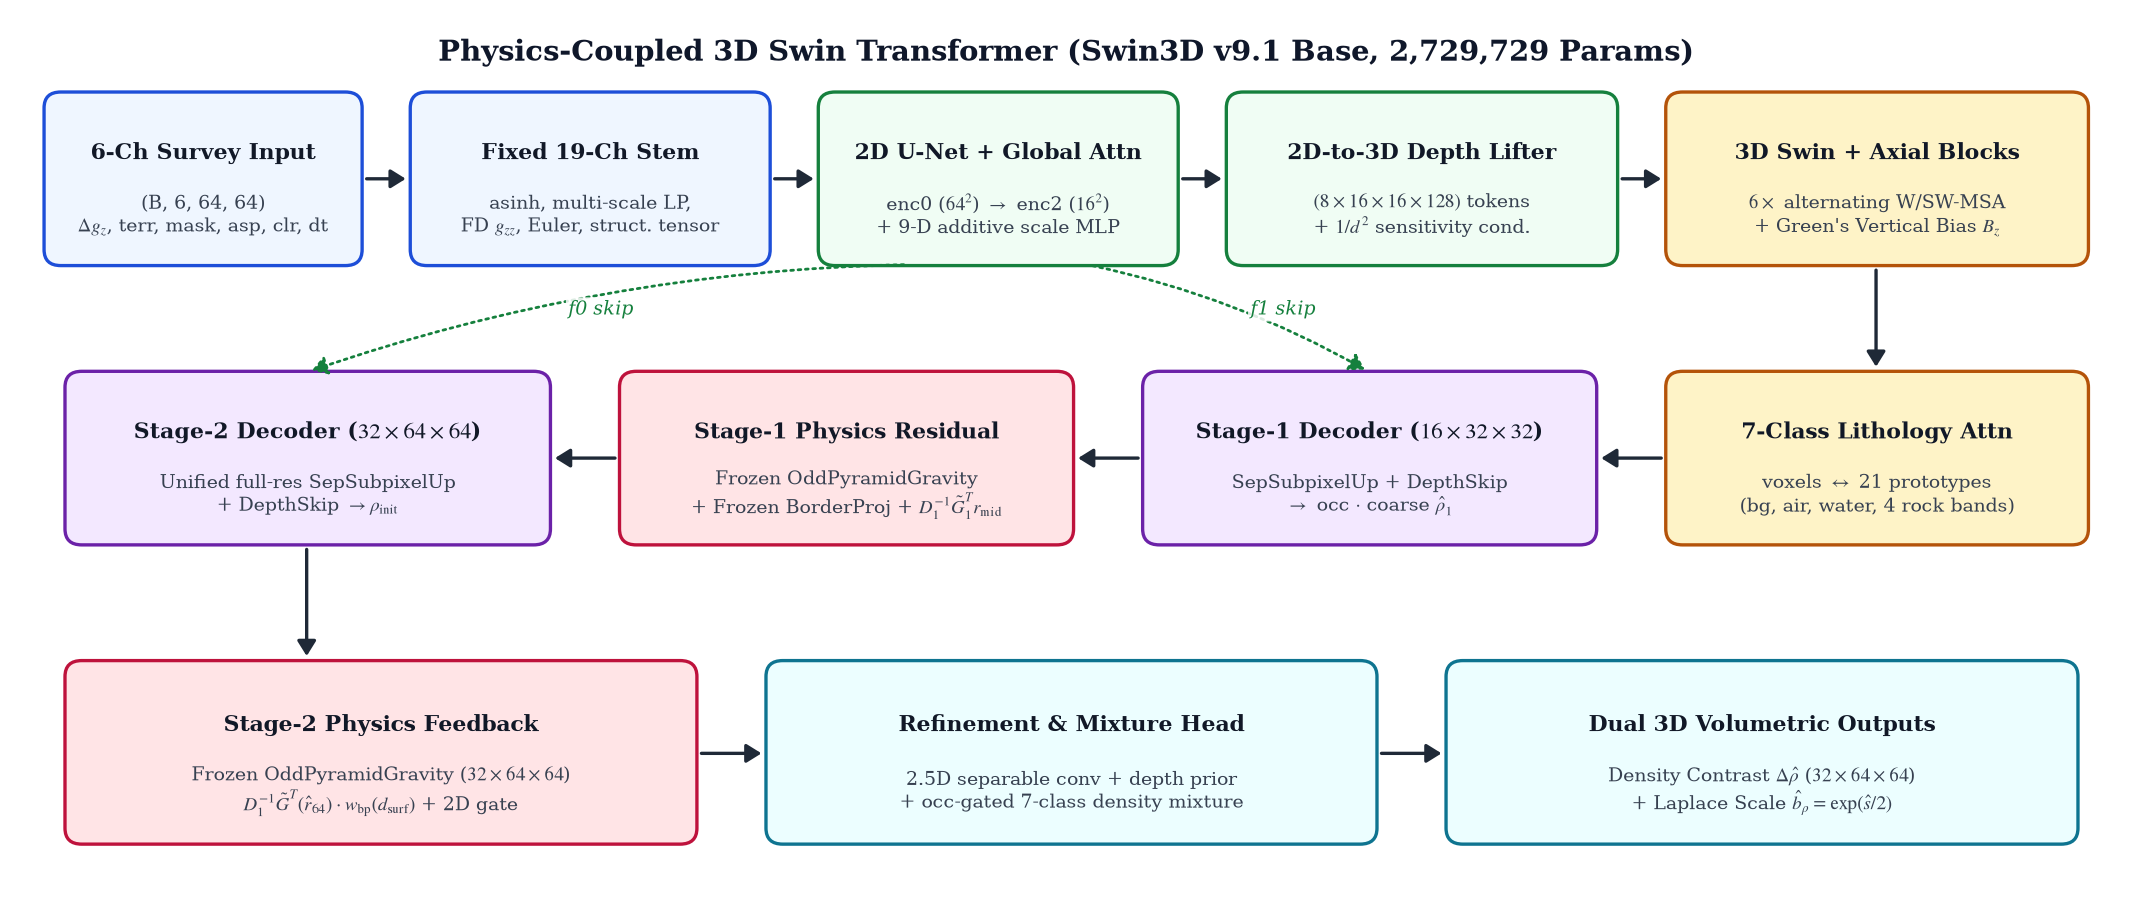 Physics-Coupled 3D Swin Transformer (Swin3D v9.1 Base, 2,729,729 Params)
6-Ch Survey Input
(B, 6, 64, 64)
Δg_z, terr, mask, asp, clr, dt
Fixed 19-Ch Stem
asinh, multi-scale LP,
FD g_zz, Euler, struct. tensor
2D U-Net + Global Attn
enc0 (64²) → enc2 (16²)
+ 9-D additive scale MLP
2D-to-3D Depth Lifter
(8×16×16×128) tokens
+ 1/d² sensitivity cond.
3D Swin + Axial Blocks
6× alternating W/SW-MSA
+ Green's Vertical Bias B_z
f0 skip
f1 skip
Stage-2 Decoder (32×64×64)
Unified full-res SepSubpixelUp
+ DepthSkip → ρ_init
Stage-1 Physics Residual
Frozen OddPyramidGravity
+ Frozen BorderProj + D₁⁻¹G̃₁ᵀr_mid
Stage-1 Decoder (16×32×32)
SepSubpixelUp + DepthSkip
→ occ · coarse ρ̂₁
7-Class Lithology Attn
voxels ↔ 21 prototypes
(bg, air, water, 4 rock bands)
Stage-2 Physics Feedback
Frozen OddPyramidGravity (32×64×64)
D₁⁻¹G̃ᵀ(r̂₆₄) · w_bp(d_surf) + 2D gate
Refinement & Mixture Head
2.5D separable conv + depth prior
+ occ-gated 7-class density mixture
Dual 3D Volumetric Outputs
Density Contrast Δρ̂ (32×64×64)
+ Laplace Scale b̂_ρ = exp(ŝ/2)